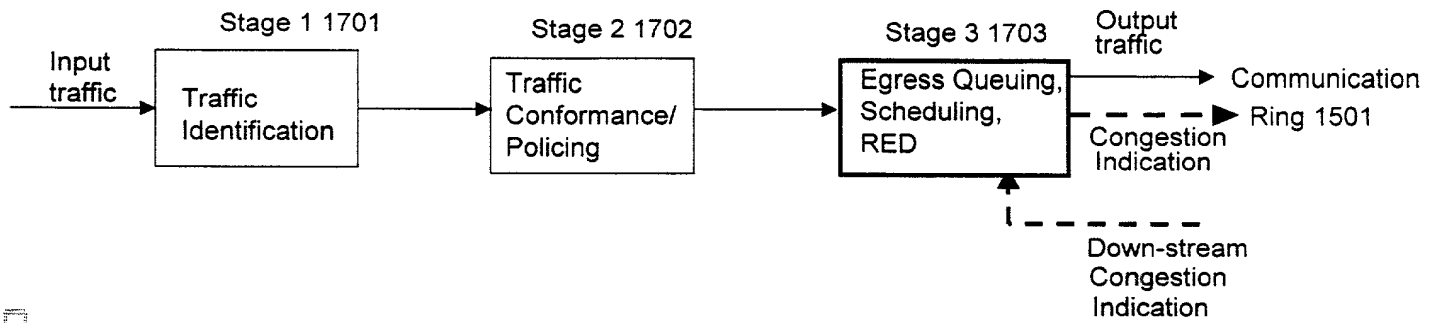 Stage 1 1701
Stage 2 1702
Stage 3 1703
Output
traffic
Input
traffic
Traffic
Identification
Traffic
Conformance/
Policing
Egress Queuing,
Scheduling,
RED
Communication
Ring 1501
Congestion
Indication
Down-stream
Congestion
Indication